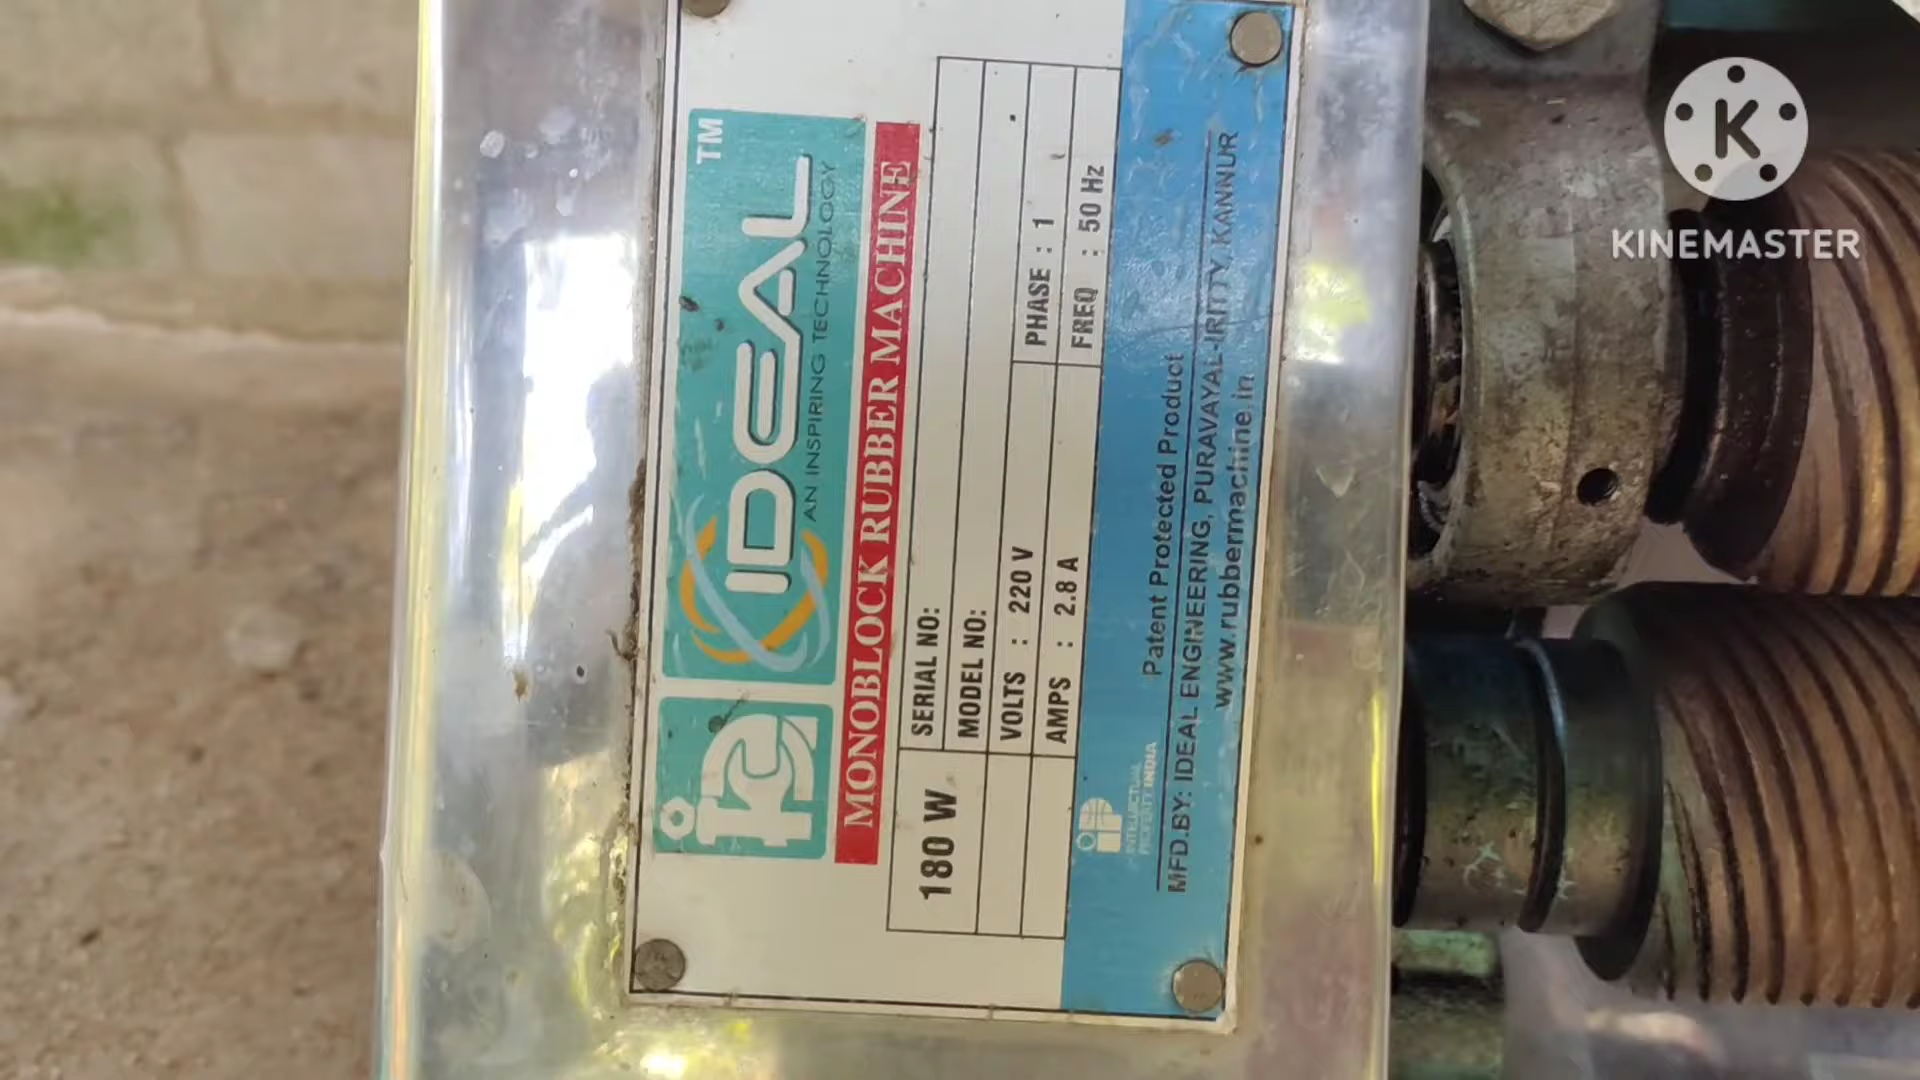 IDEAL TM
AN INSPIRING TECHNOLOGY
MONOBLOCK RUBBER MACHINE
180 W
SERIAL NO:
MODEL NO:
VOLTS : 220 V
PHASE : 1
AMPS : 2.8 A
FREQ : 50 Hz
Patent Protected Product
INTELLECTUAL
PROPERTY INDIA
MFD.BY: IDEAL ENGINEERING, PURAVAYAL-IRITTY, KANNUR
www.rubbermachine.in
K
KINEMASTER